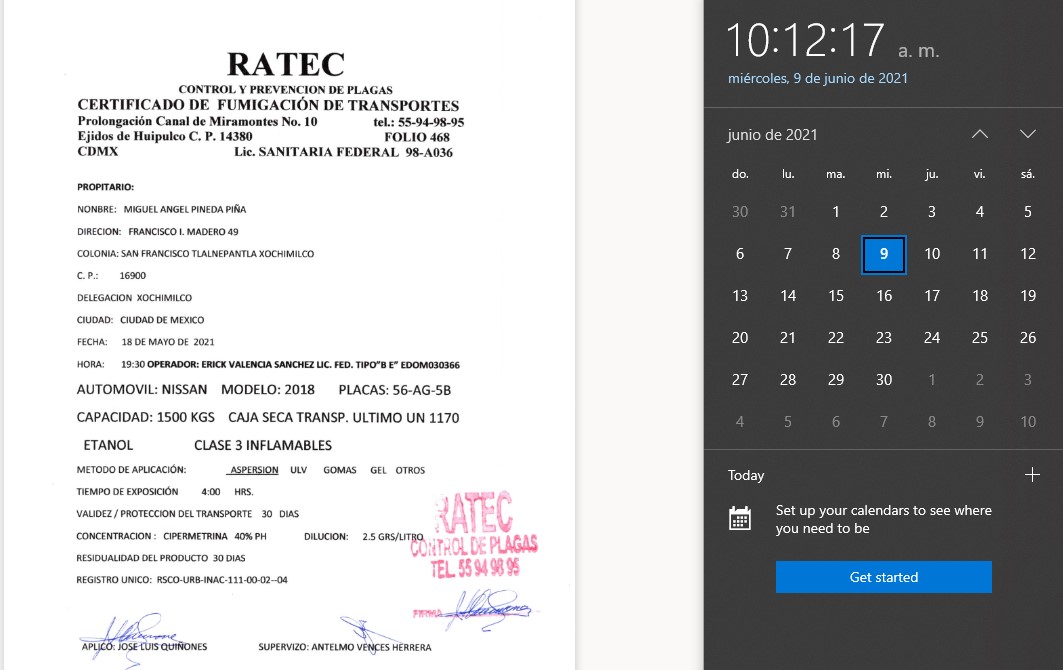 RATEC
CONTROL Y PREVENCION DE PLAGAS
CERTIFICADO DE FUMIGACIÓN DE TRANSPORTES
Prolongación Canal de Miramontes No. 10 tel.: 55-94-98-95
Ejidos de Huipulco C. P. 14380 FOLIO 468
CDMX Lic. SANITARIA FEDERAL 98-A036
PROPITARIO:
NONBRE: MIGUEL ANGEL PINEDA PIÑA
DIRECION: FRANCISCO I. MADERO 49
COLONIA: SAN FRANCISCO TLALNEPANTLA XOCHIMILCO
C. P.: 16900
DELEGACION XOCHIMILCO
CIUDAD: CIUDAD DE MEXICO
FECHA: 18 DE MAYO DE 2021
HORA: 19:30 OPERADOR: ERICK VALENCIA SANCHEZ LIC. FED. TIPO"B E" EDOM030366
AUTOMOVIL: NISSAN MODELO: 2018 PLACAS: 56-AG-5B
CAPACIDAD: 1500 KGS CAJA SECA TRANSP. ULTIMO UN 1170
ETANOL CLASE 3 INFLAMABLES
METODO DE APLICACIÓN: ASPERSION ULV GOMAS GEL OTROS
TIEMPO DE EXPOSICIÓN 4:00 HRS.
VALIDEZ / PROTECCION DEL TRANSPORTE 30 DIAS
CONCENTRACION : CIPERMETRINA 40% PH DILUCION: 2.5 GRS/LITRO
RESIDUALIDAD DEL PRODUCTO 30 DIAS
REGISTRO UNICO: RSCO-URB-INAC-111-00-02--04
RATEC
CONTROL DE PLAGAS
TEL. 55 94 98 95
FIRMA
APLICÓ: JOSE LUIS QUIÑONES SUPERVIZO: ANTELMO VENCES HERRERA
10:12:17 a. m.
miércoles, 9 de junio de 2021
junio de 2021
do. lu. ma. mi. ju. vi. sá.
30 31 1 2 3 4 5
6 7 8 9 10 11 12
13 14 15 16 17 18 19
20 21 22 23 24 25 26
27 28 29 30 1 2 3
4 5 6 7 8 9 10
Today
Set up your calendars to see where
you need to be
Get started